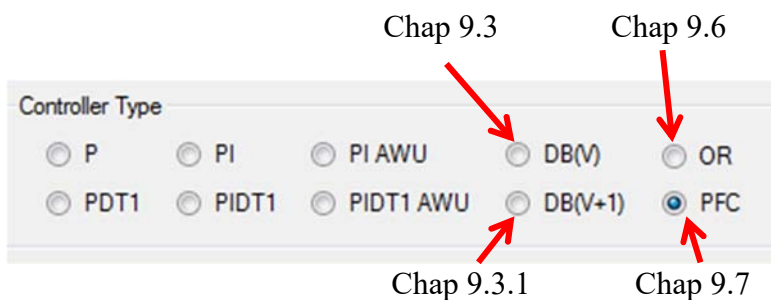 Chap 9.3 Chap 9.6
Controller Type
P PI PI AWU DB(V) OR
PDT1 PIDT1 PIDT1 AWU DB(V+1) PFC
Chap 9.3.1 Chap 9.7